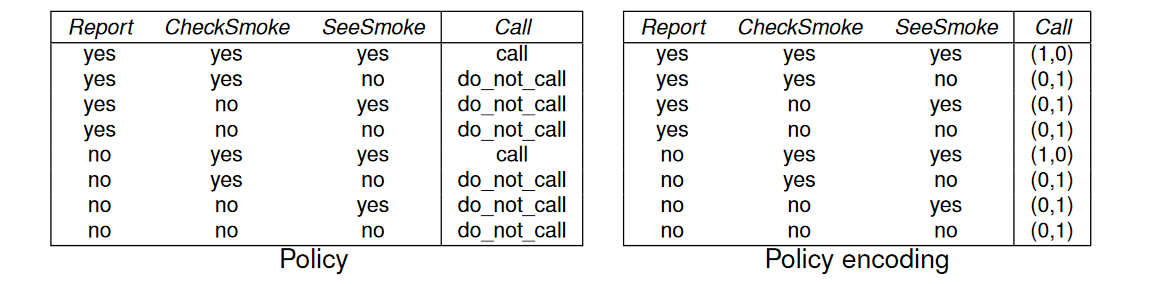 Report CheckSmoke SeeSmoke Call
yes yes yes call
yes yes no do_not_call
yes no yes do_not_call
yes no no do_not_call
no yes yes call
no yes no do_not_call
no no yes do_not_call
no no no do_not_call
Policy
Report CheckSmoke SeeSmoke Call
yes yes yes (1,0)
yes yes no (0,1)
yes no yes (0,1)
yes no no (0,1)
no yes yes (1,0)
no yes no (0,1)
no no yes (0,1)
no no no (0,1)
Policy encoding